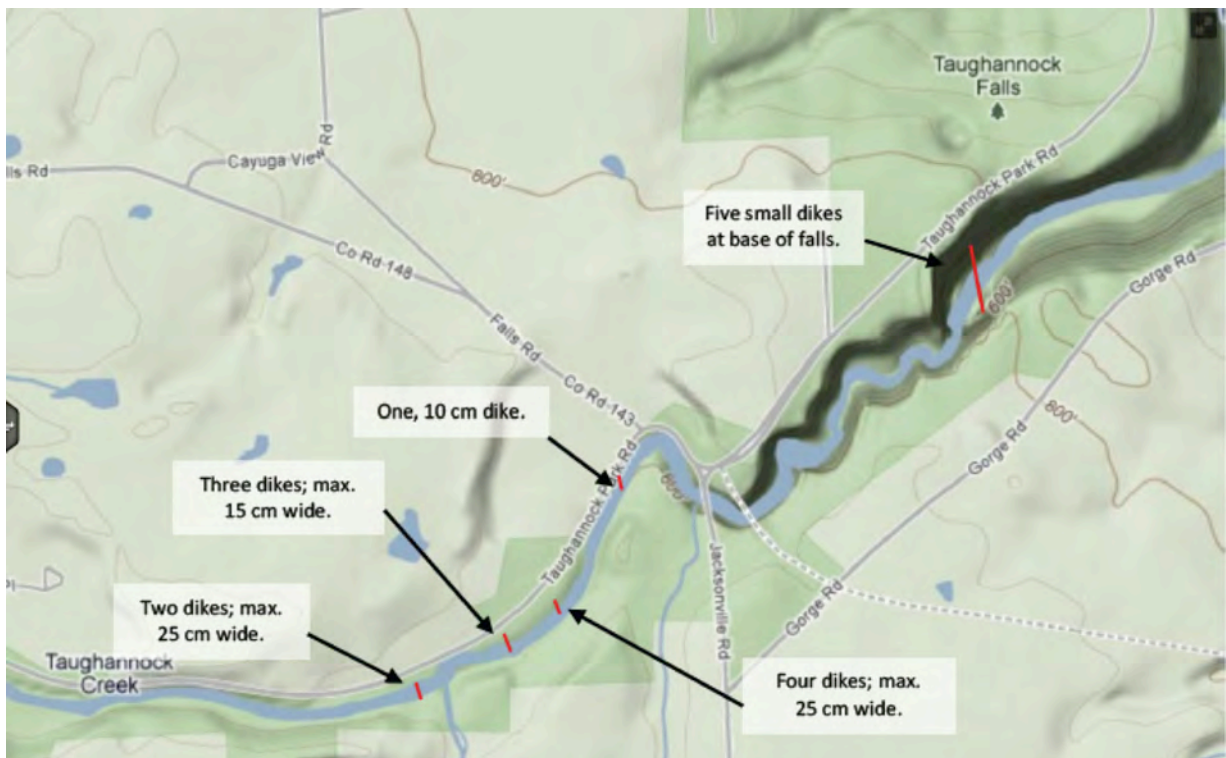 Taughannock
Falls
Cayuga View Rd
lls Rd
800'
Taughannock Park Rd
Five small dikes
at base of falls.
Co Rd 148
Gorge Rd
600'
Falls Rd
Co Rd 143
One, 10 cm dike.
800'
Gorge Rd
Three dikes; max.
15 cm wide.
600'
Taughannock Park Rd
Jacksonville Rd
Gorge Rd
Two dikes; max.
25 cm wide.
Taughannock
Creek
Four dikes; max.
25 cm wide.